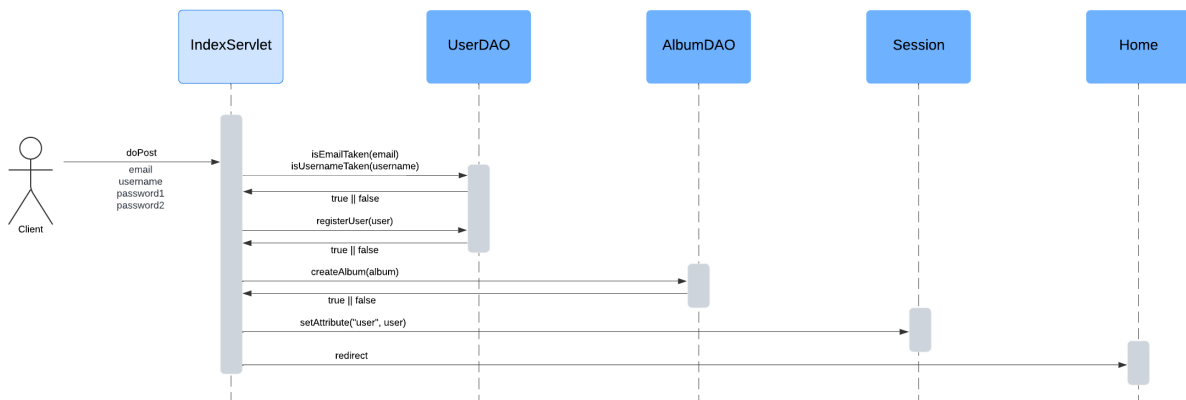 IndexServlet
UserDAO
AlbumDAO
Session
Home
doPost
email
username
password1
password2
Client
isEmailTaken(email)
isUsernameTaken(username)
true || false
registerUser(user)
true || false
createAlbum(album)
true || false
setAttribute("user", user)
redirect